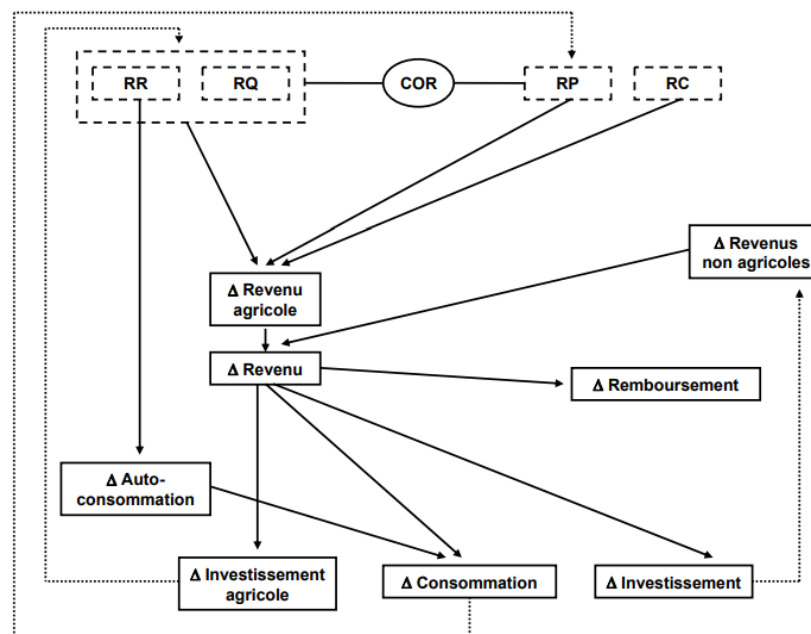 RR
RQ
COR
RP
RC
Δ Revenus
non agricoles
Δ Revenu
agricole
Δ Revenu
Δ Remboursement
Δ Auto-
consommation
Δ Investissement
agricole
Δ Consommation
Δ Investissement